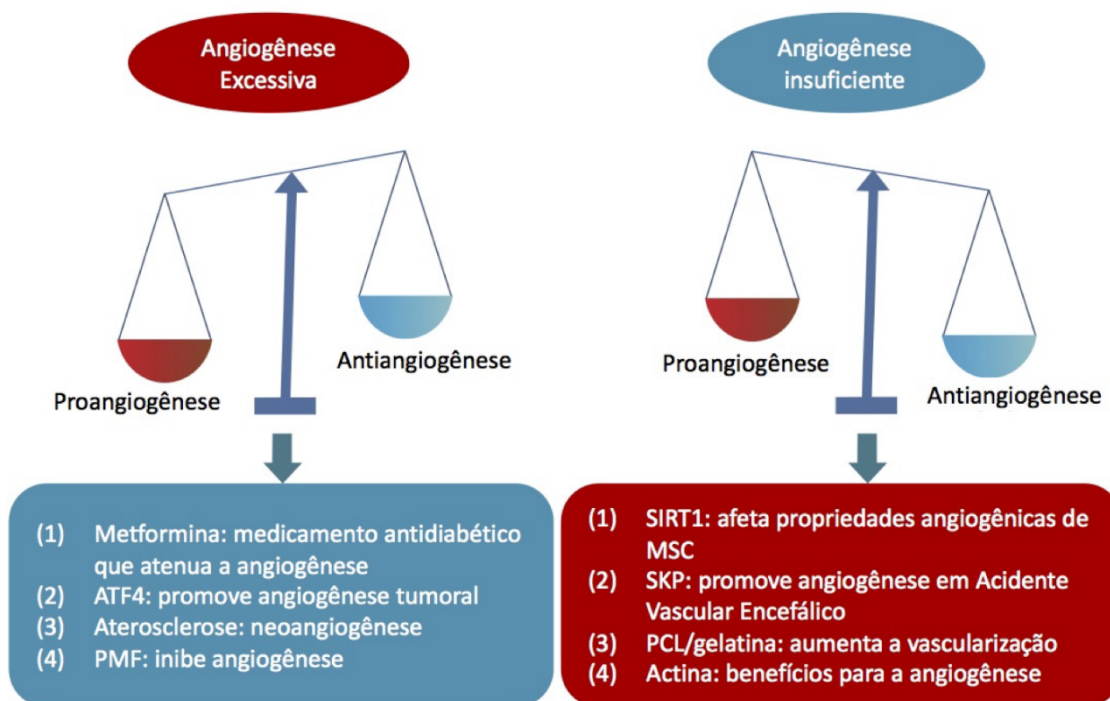 Angiogênese
Excessiva
Angiogênese
insuficiente
Antiangiogênese
Proangiogênese
Proangiogênese
Antiangiogênese
(1) Metformina: medicamento antidiabético
que atenua a angiogênese
(2) ATF4: promove angiogênese tumoral
(3) Aterosclerose: neoangiogênese
(4) PMF: inibe angiogênese
(1) SIRT1: afeta propriedades angiogênicas de
MSC
(2) SKP: promove angiogênese em Acidente
Vascular Encefálico
(3) PCL/gelatina: aumenta a vascularização
(4) Actina: benefícios para a angiogênese